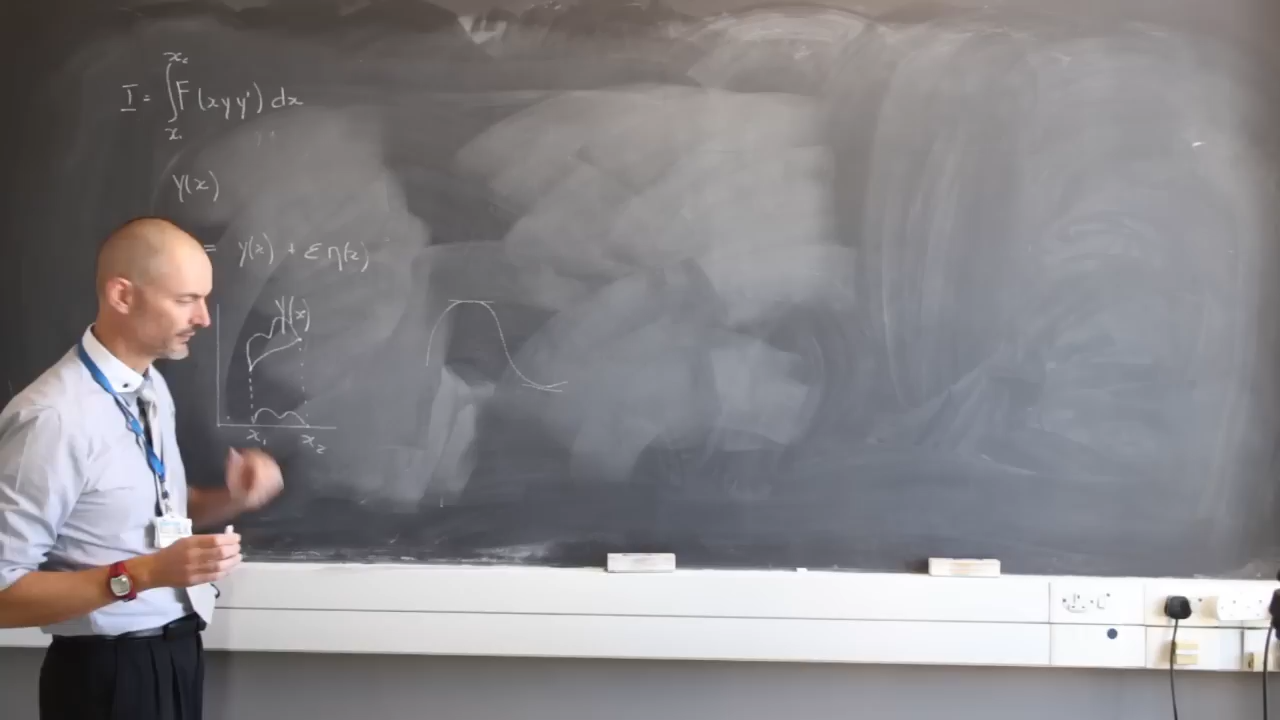 x₂
I = ∫ F (x y y') dx
x₁
Y(x)
= y(x) + ε η(x)
Y(x)
x₁ x₂